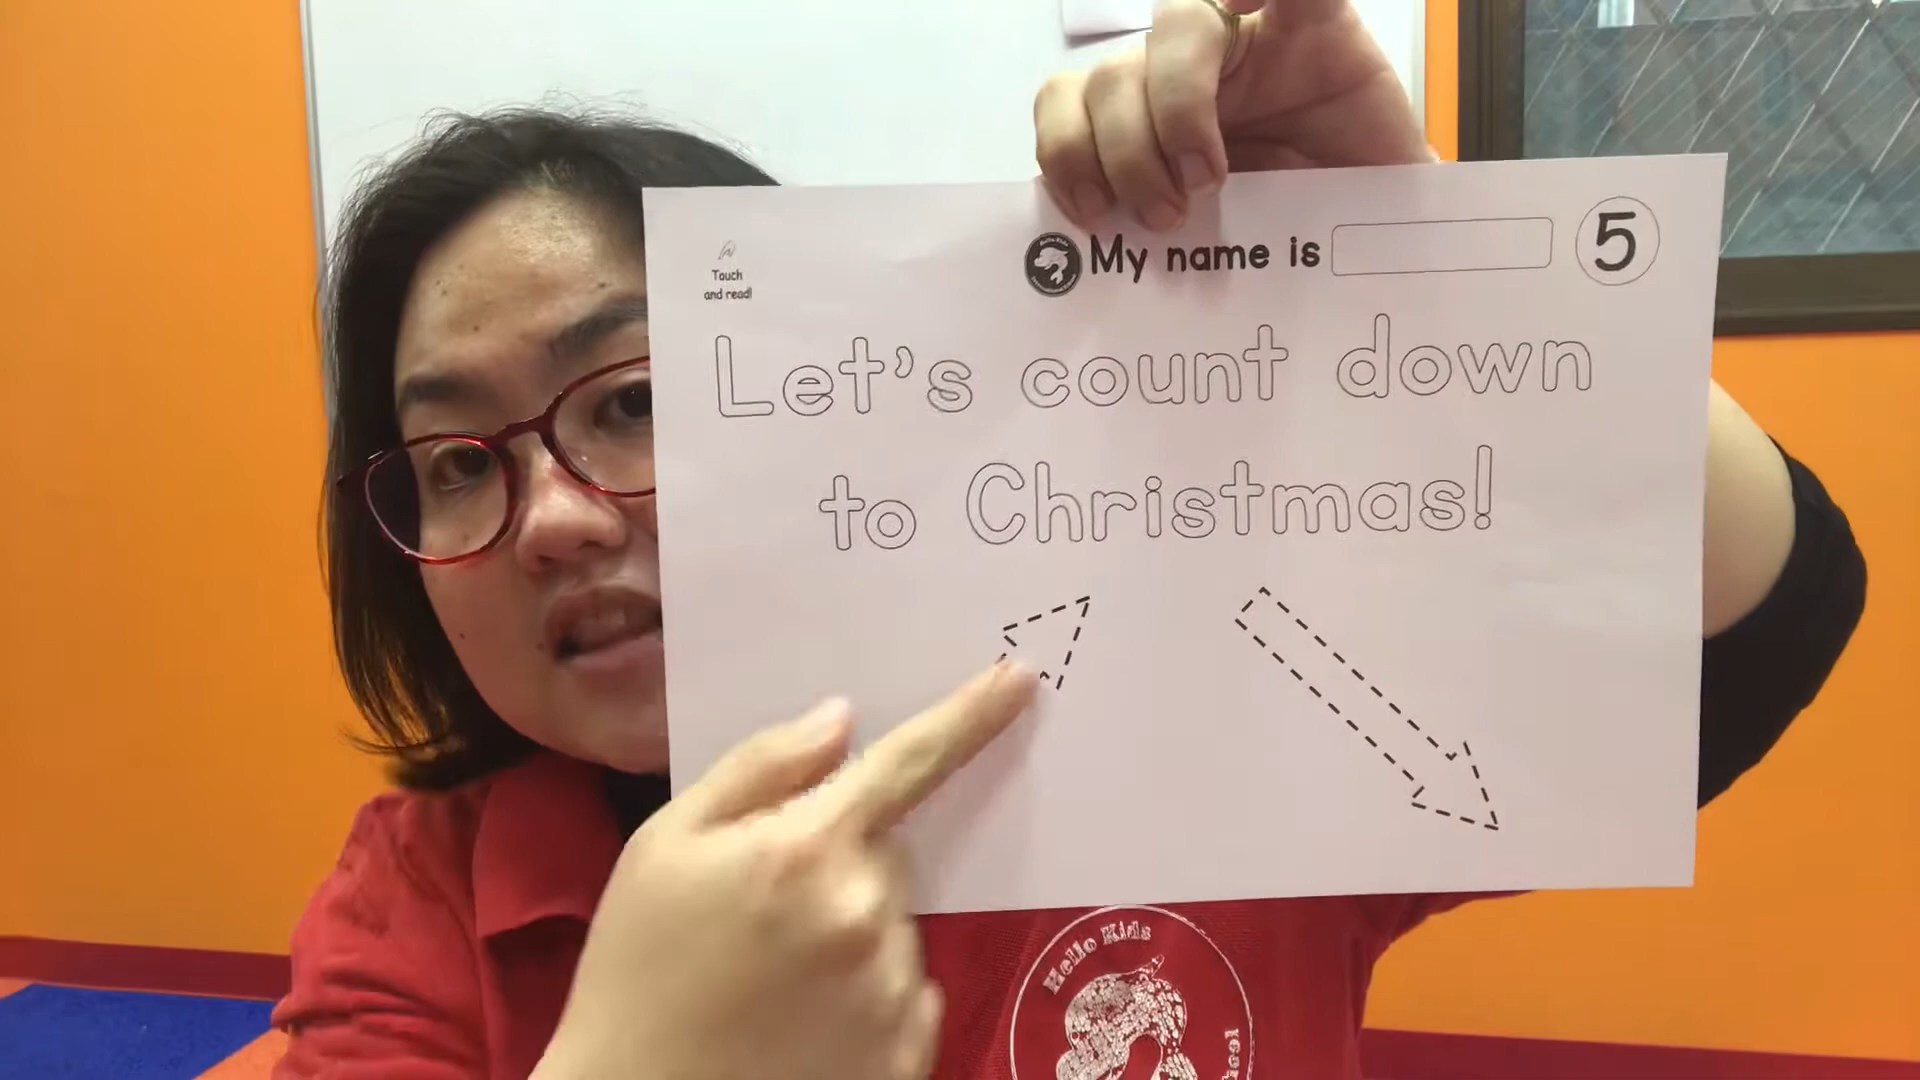 My name is
5
Touch
and read!
Let's count down
to Christmas!
Hello Kids